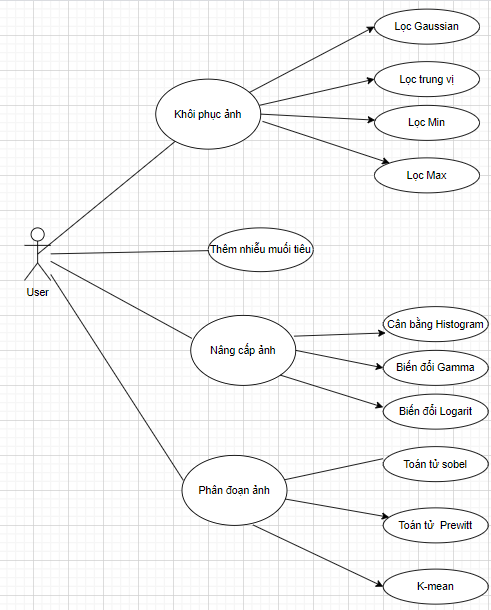 Lọc Gaussian
Lọc trung vị
Khôi phục ảnh
Lọc Min
Lọc Max
Thêm nhiễu muối tiêu
User
Cân bằng Histogram
Nâng cấp ảnh
Biến đổi Gamma
Biến đổi Logarit
Toán tử sobel
Phân đoạn ảnh
Toán tử Prewitt
K-mean